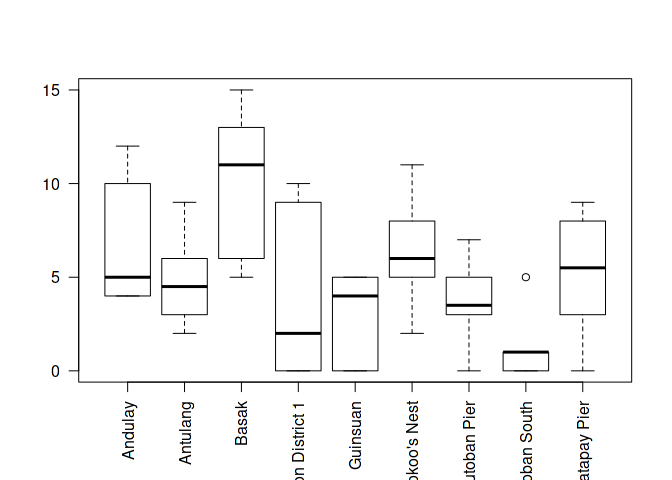 15
10
5
0
Andulay
Antulang
Basak
on District 1
Guinsuan
okoo's Nest
utoban Pier
oban South
atapay Pier